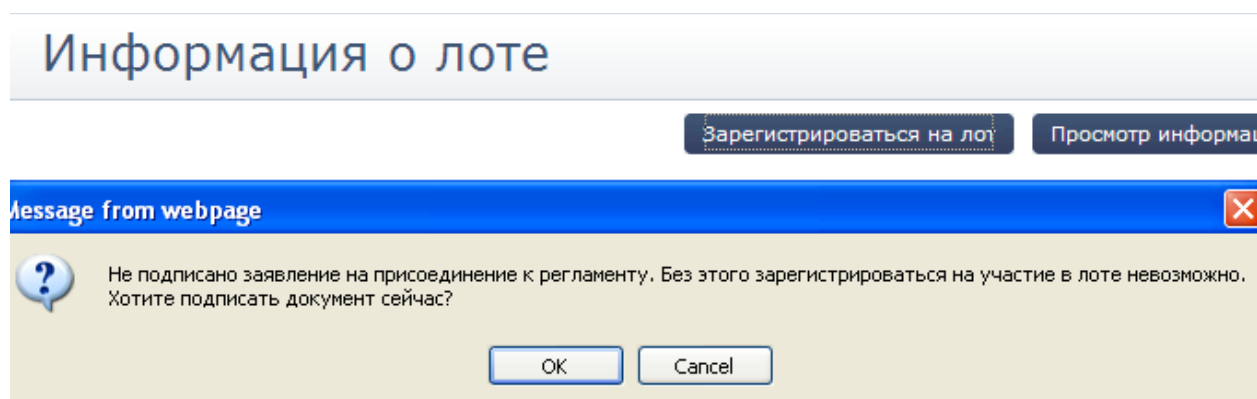 Информация о лоте
Зарегистрироваться на лот Просмотр
Message from webpage
Не подписано заявление на присоединение к регламенту. Без этого зарегистрироваться на участие в лоте невозможно.
Хотите подписать документ сейчас?
OK Cancel